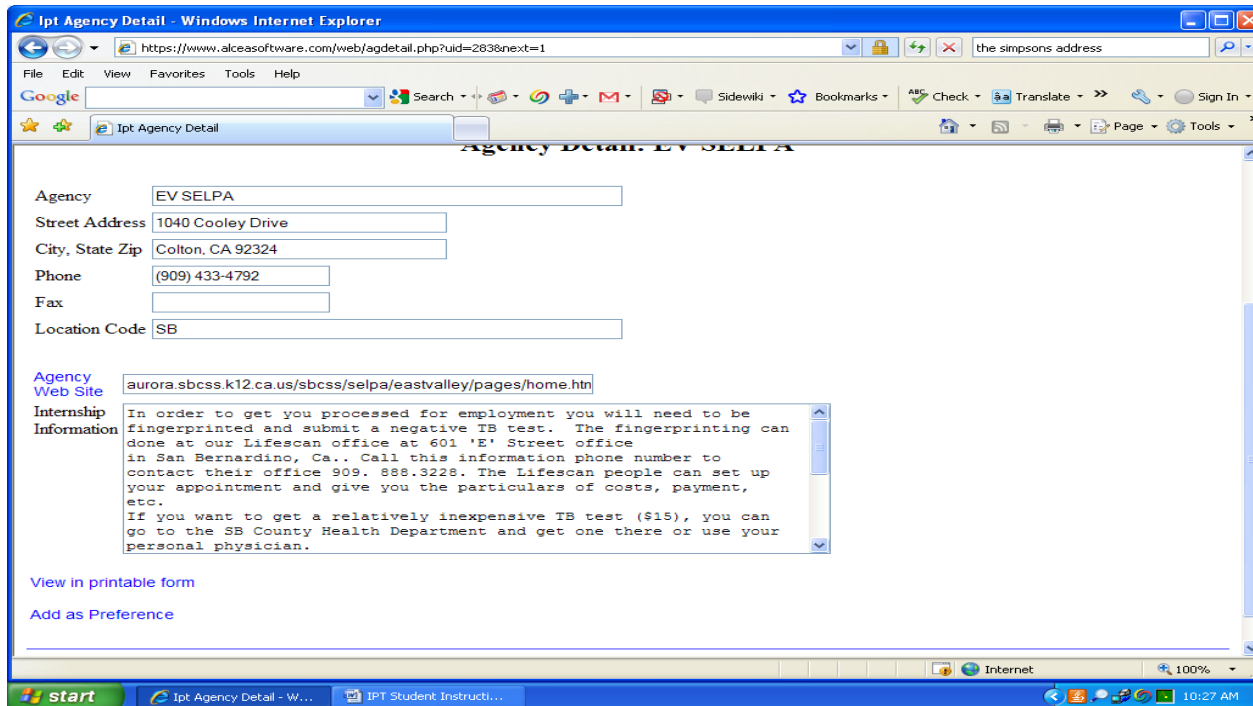 Ipt Agency Detail - Windows Internet Explorer
https://www.alceasoftware.com/web/agdetail.php?uid=283&next=1
the simpsons address
File Edit View Favorites Tools Help
Google Search Sidewiki Bookmarks Check Translate Sign In
Ipt Agency Detail Page Tools
Agency Detail: EV SELPA
Agency EV SELPA
Street Address 1040 Cooley Drive
City, State Zip Colton, CA 92324
Phone (909) 433-4792
Fax
Location Code SB
Agency
Web Site
aurora.sbcss.k12.ca.us/sbcss/selpa/eastvalley/pages/home.htn
Internship
Information
In order to get you processed for employment you will need to be
fingerprinted and submit a negative TB test. The fingerprinting can
done at our Lifescan office at 601 'E' Street office
in San Bernardino, Ca.. Call this information phone number to
contact their office 909. 888.3228. The Lifescan people can set up
your appointment and give you the particulars of costs, payment,
etc.
If you want to get a relatively inexpensive TB test ($15), you can
go to the SB County Health Department and get one there or use your
personal physician.
View in printable form
Add as Preference
Internet 100%
start Ipt Agency Detail - W... IPT Student Instructi... 10:27 AM